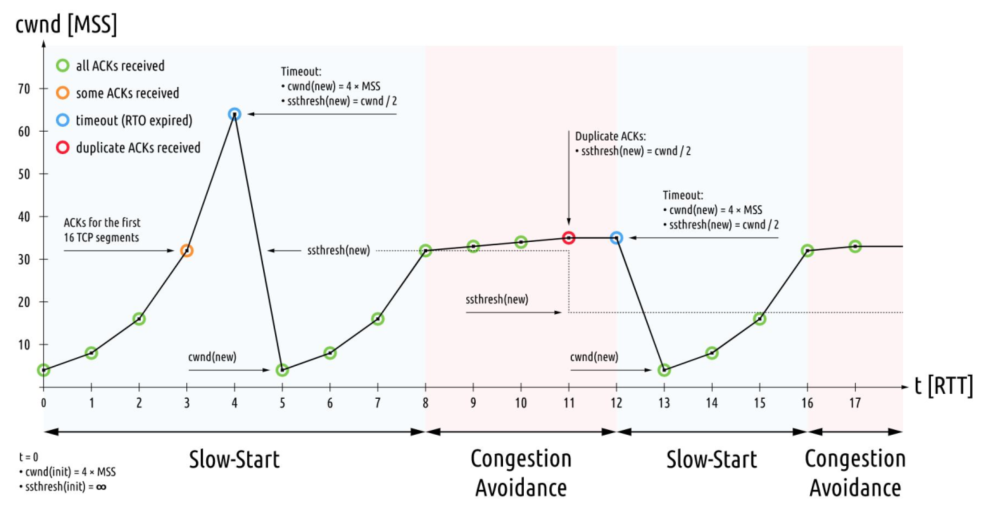 cwnd [MSS]
all ACKs received
some ACKs received
timeout (RTO expired)
duplicate ACKs received
Timeout:
• cwnd(new) = 4 × MSS
• ssthresh(new) = cwnd / 2
Duplicate ACKs:
• ssthresh(new) = cwnd / 2
Timeout:
• cwnd(new) = 4 × MSS
• ssthresh(new) = cwnd / 2
ACKs for the first
16 TCP segments
ssthresh(new)
ssthresh(new)
cwnd(new)
cwnd(new)
70
60
50
40
30
20
10
0 1 2 3 4 5 6 7 8 9 10 11 12 13 14 15 16 17
t [RTT]
Slow-Start
Congestion
Avoidance
Slow-Start
Congestion
Avoidance
t = 0
• cwnd(init) = 4 × MSS
• ssthresh(init) = ∞